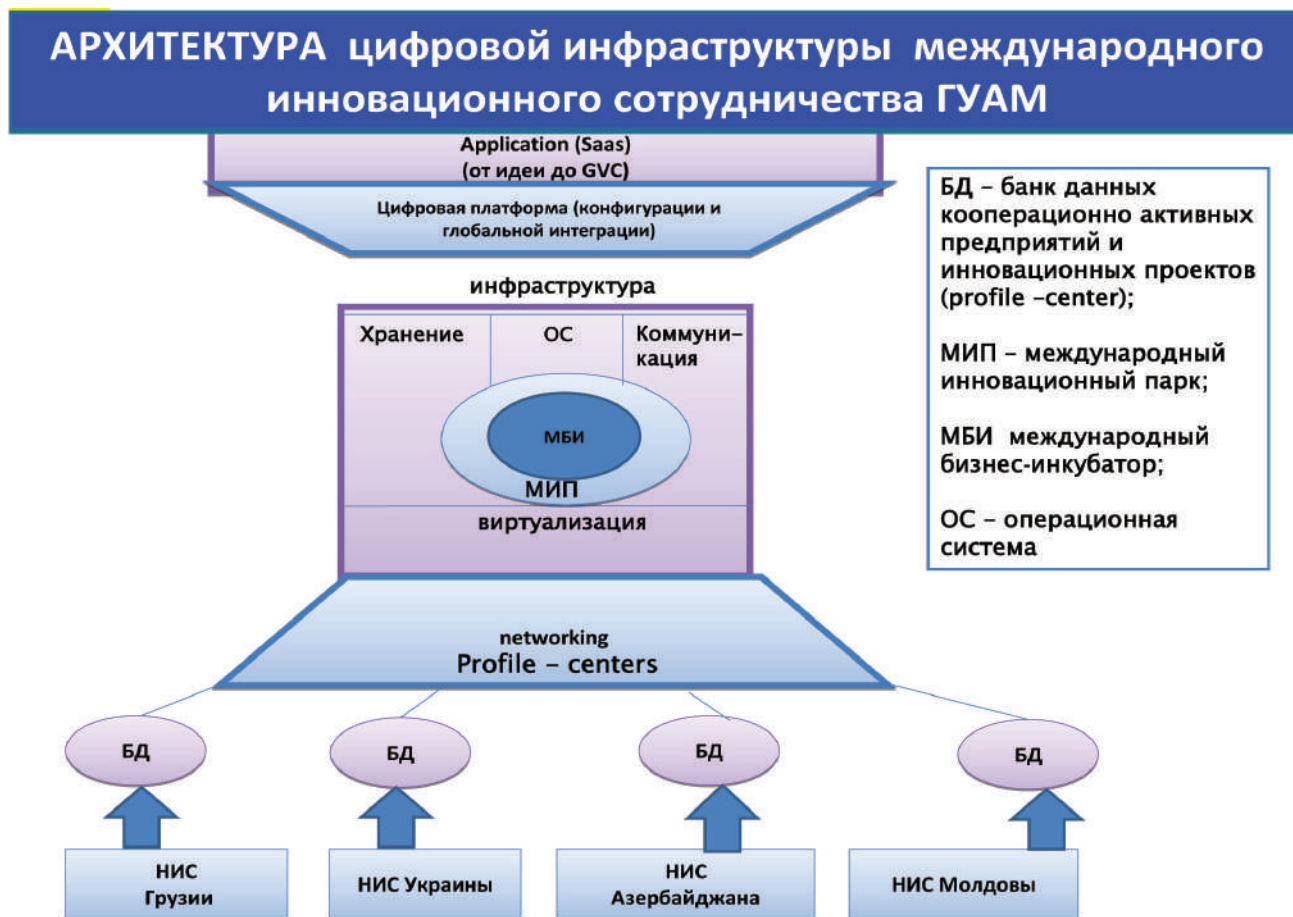 АРХИТЕКТУРА цифровой инфраструктуры международного
инновационного сотрудничества ГУАМ
Application (Saas)
(от идеи до GVC)
Цифровая платформа (конфигурации и
глобальной интеграции)
инфраструктура
Хранение
ОС
Коммуни–
кация
МБИ
МИП
виртуализация
networking
Profile – centers
БД
БД
БД
БД
НИС
Грузии
НИС Украины
НИС
Азербайджана
НИС Молдовы
БД – банк данных
кооперационно активных
предприятий и
инновационных проектов
(profile –center);
МИП – международный
инновационный парк;
МБИ международный
бизнес-инкубатор;
ОС – операционная
система